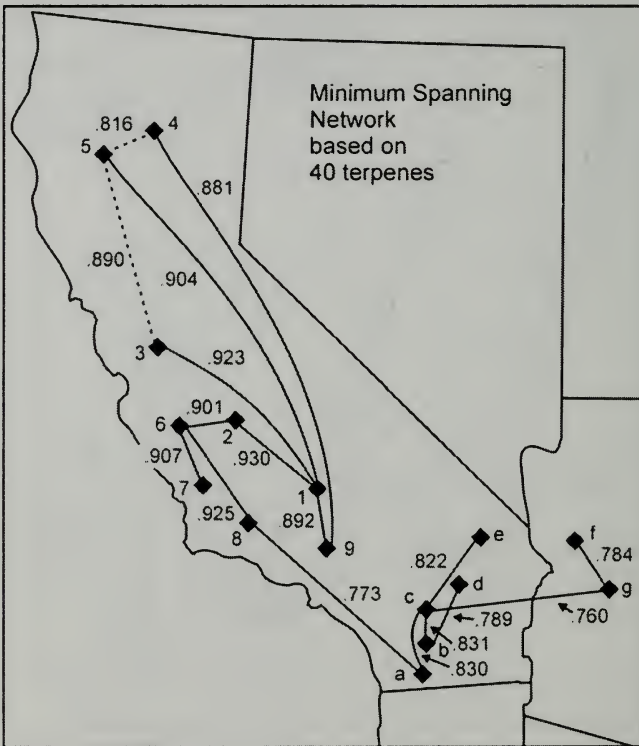 Minimum Spanning
Network
based on
40 terpenes
.816
4
5
.881
.890
.904
3
.923
.901
6
2
.907
.930
7
1
.925
.892
8
9
e
f
.822
.784
d
.773
c
g
.789
.760
b
.831
a
.830